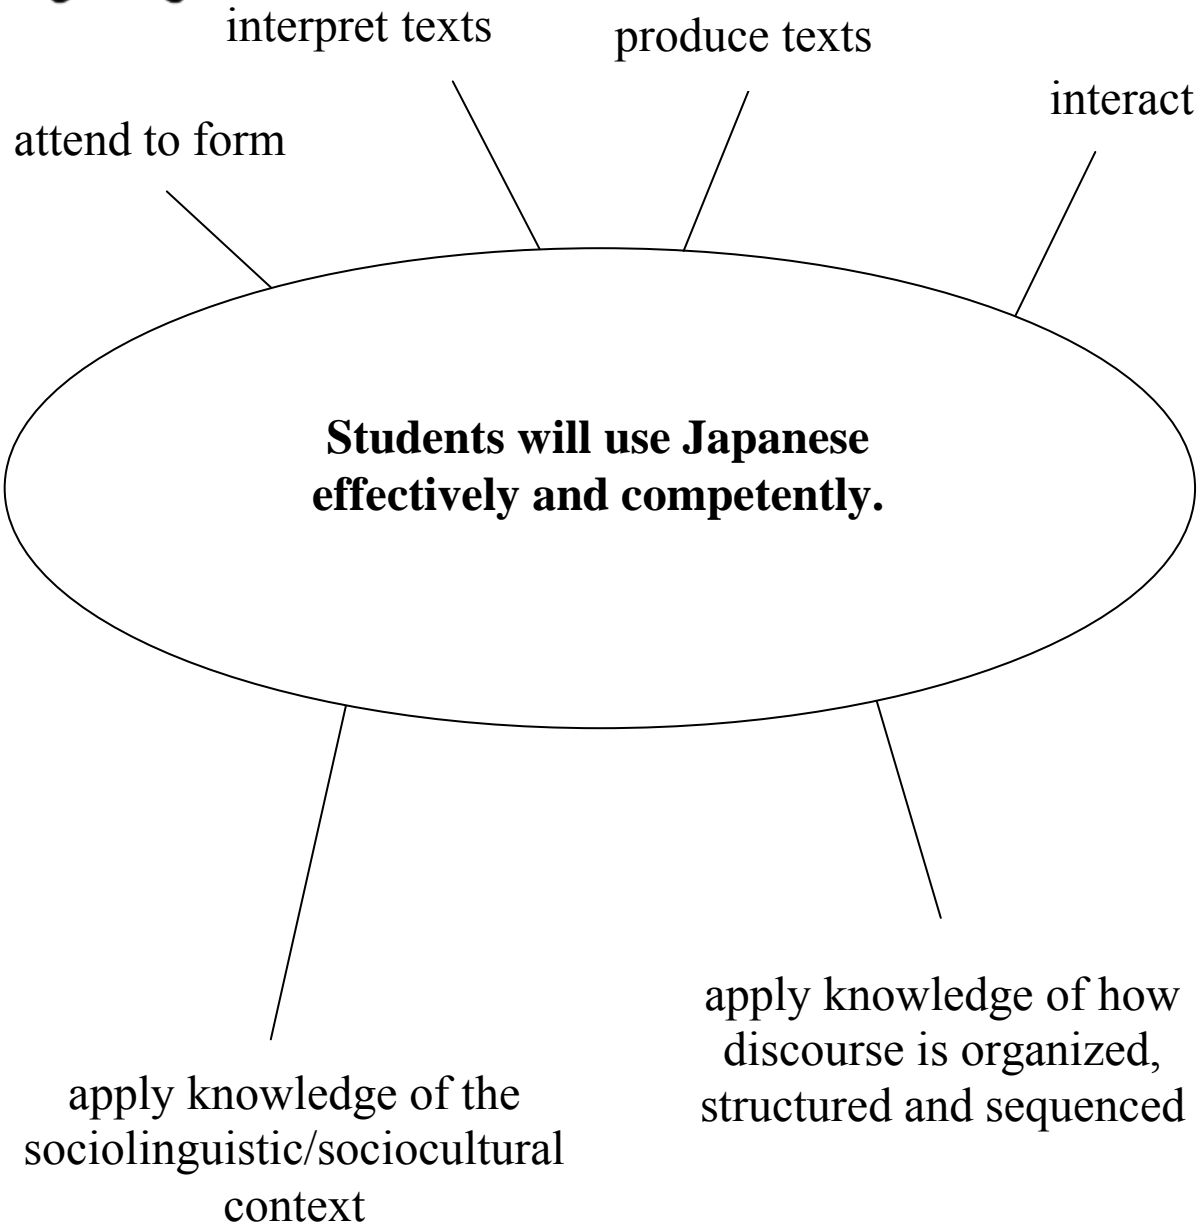 interpret texts
produce texts
interact
attend to form
Students will use Japanese
effectively and competently.
apply knowledge of how
discourse is organized,
structured and sequenced
apply knowledge of the
sociolinguistic/sociocultural
context